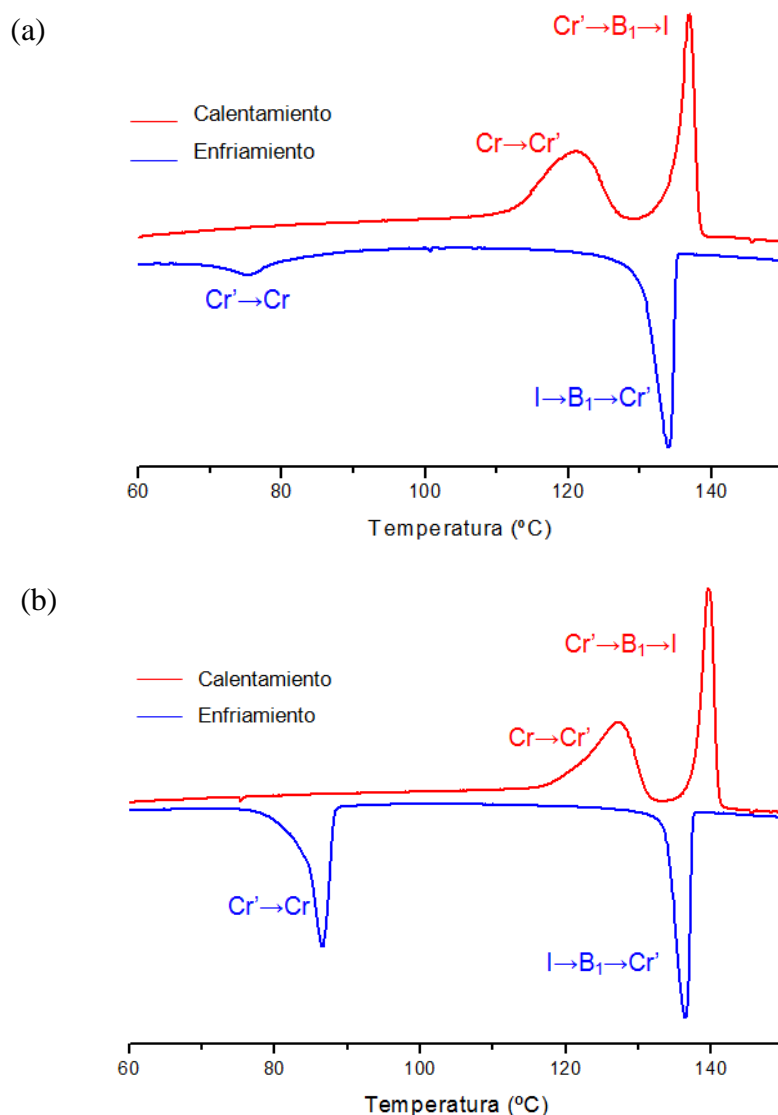 (a)
Cr’→B₁→I
Calentamiento
Enfriamiento
Cr→Cr’
Cr’→Cr
I→B₁→Cr’
60 80 100 120 140
Temperatura (ºC)
(b)
Cr’→B₁→I
Calentamiento
Enfriamiento
Cr→Cr’
Cr’→Cr
I→B₁→Cr’
60 80 100 120 140
Temperatura (ºC)